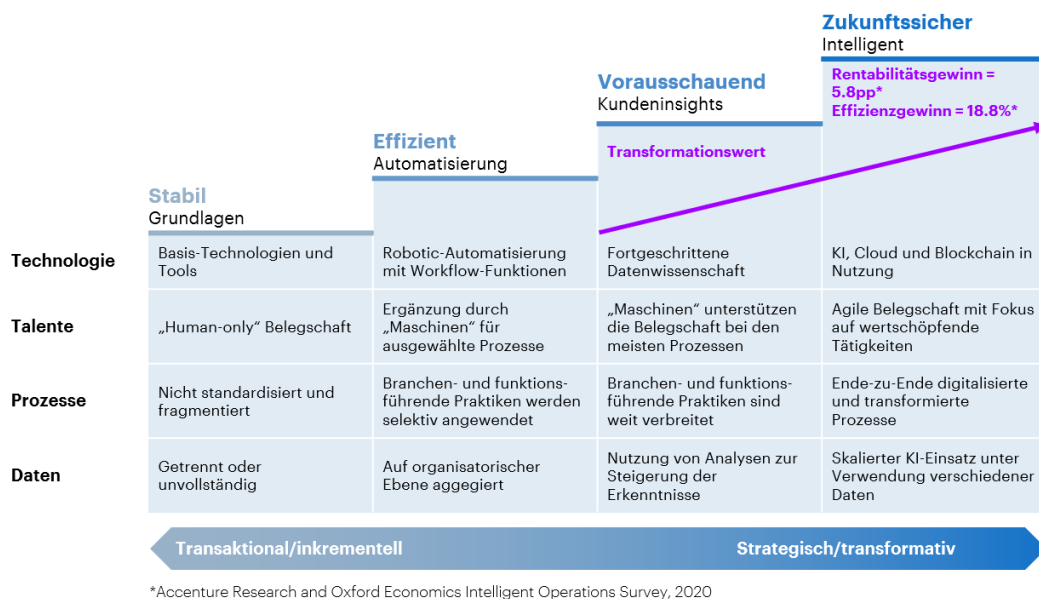 Zukunftssicher
Intelligent
Rentabilitätsgewinn =
5.8pp*
Effizienzgewinn = 18.8%*
Vorausschauend
Kundeninsights
Transformationswert
Effizient
Automatisierung
Stabil
Grundlagen
Technologie
Basis-Technologien und
Tools
Robotic-Automatisierung
mit Workflow-Funktionen
Fortgeschrittene
Datenwissenschaft
KI, Cloud und Blockchain in
Nutzung
Talente
„Human-only“ Belegschaft
Ergänzung durch
„Maschinen“ für
ausgewählte Prozesse
„Maschinen“ unterstützen
die Belegschaft bei den
meisten Prozessen
Agile Belegschaft mit Fokus
auf wertschöpfende
Tätigkeiten
Prozesse
Nicht standardisiert und
fragmentiert
Branchen- und funktions-
führende Praktiken werden
selektiv angewendet
Branchen- und funktions-
führende Praktiken sind
weit verbreitet
Ende-zu-Ende digitalisierte
und transformierte
Prozesse
Daten
Getrennt oder
unvollständig
Auf organisatorischer
Ebene aggegiert
Nutzung von Analysen zur
Steigerung der
Erkenntnisse
Skalierter KI-Einsatz unter
Verwendung verschiedener
Daten
Transaktional/inkrementell
Strategisch/transformativ
*Accenture Research and Oxford Economics Intelligent Operations Survey, 2020